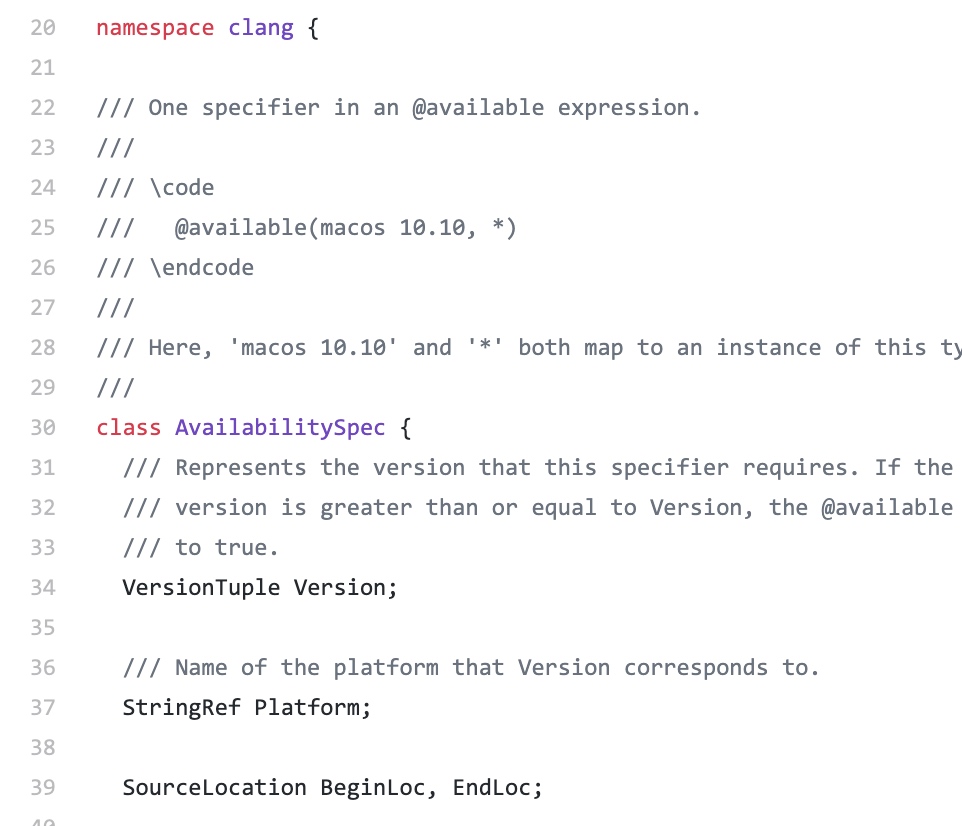 20 namespace clang {
21
22 /// One specifier in an @available expression.
23 ///
24 /// \code
25 ///   @available(macos 10.10, *)
26 /// \endcode
27 ///
28 /// Here, 'macos 10.10' and '*' both map to an instance of this
29 ///
30 class AvailabilitySpec {
31   /// Represents the version that this specifier requires. If the
32   /// version is greater than or equal to Version, the @available
33   /// to true.
34   VersionTuple Version;
35
36   /// Name of the platform that Version corresponds to.
37   StringRef Platform;
38
39   SourceLocation BeginLoc, EndLoc;